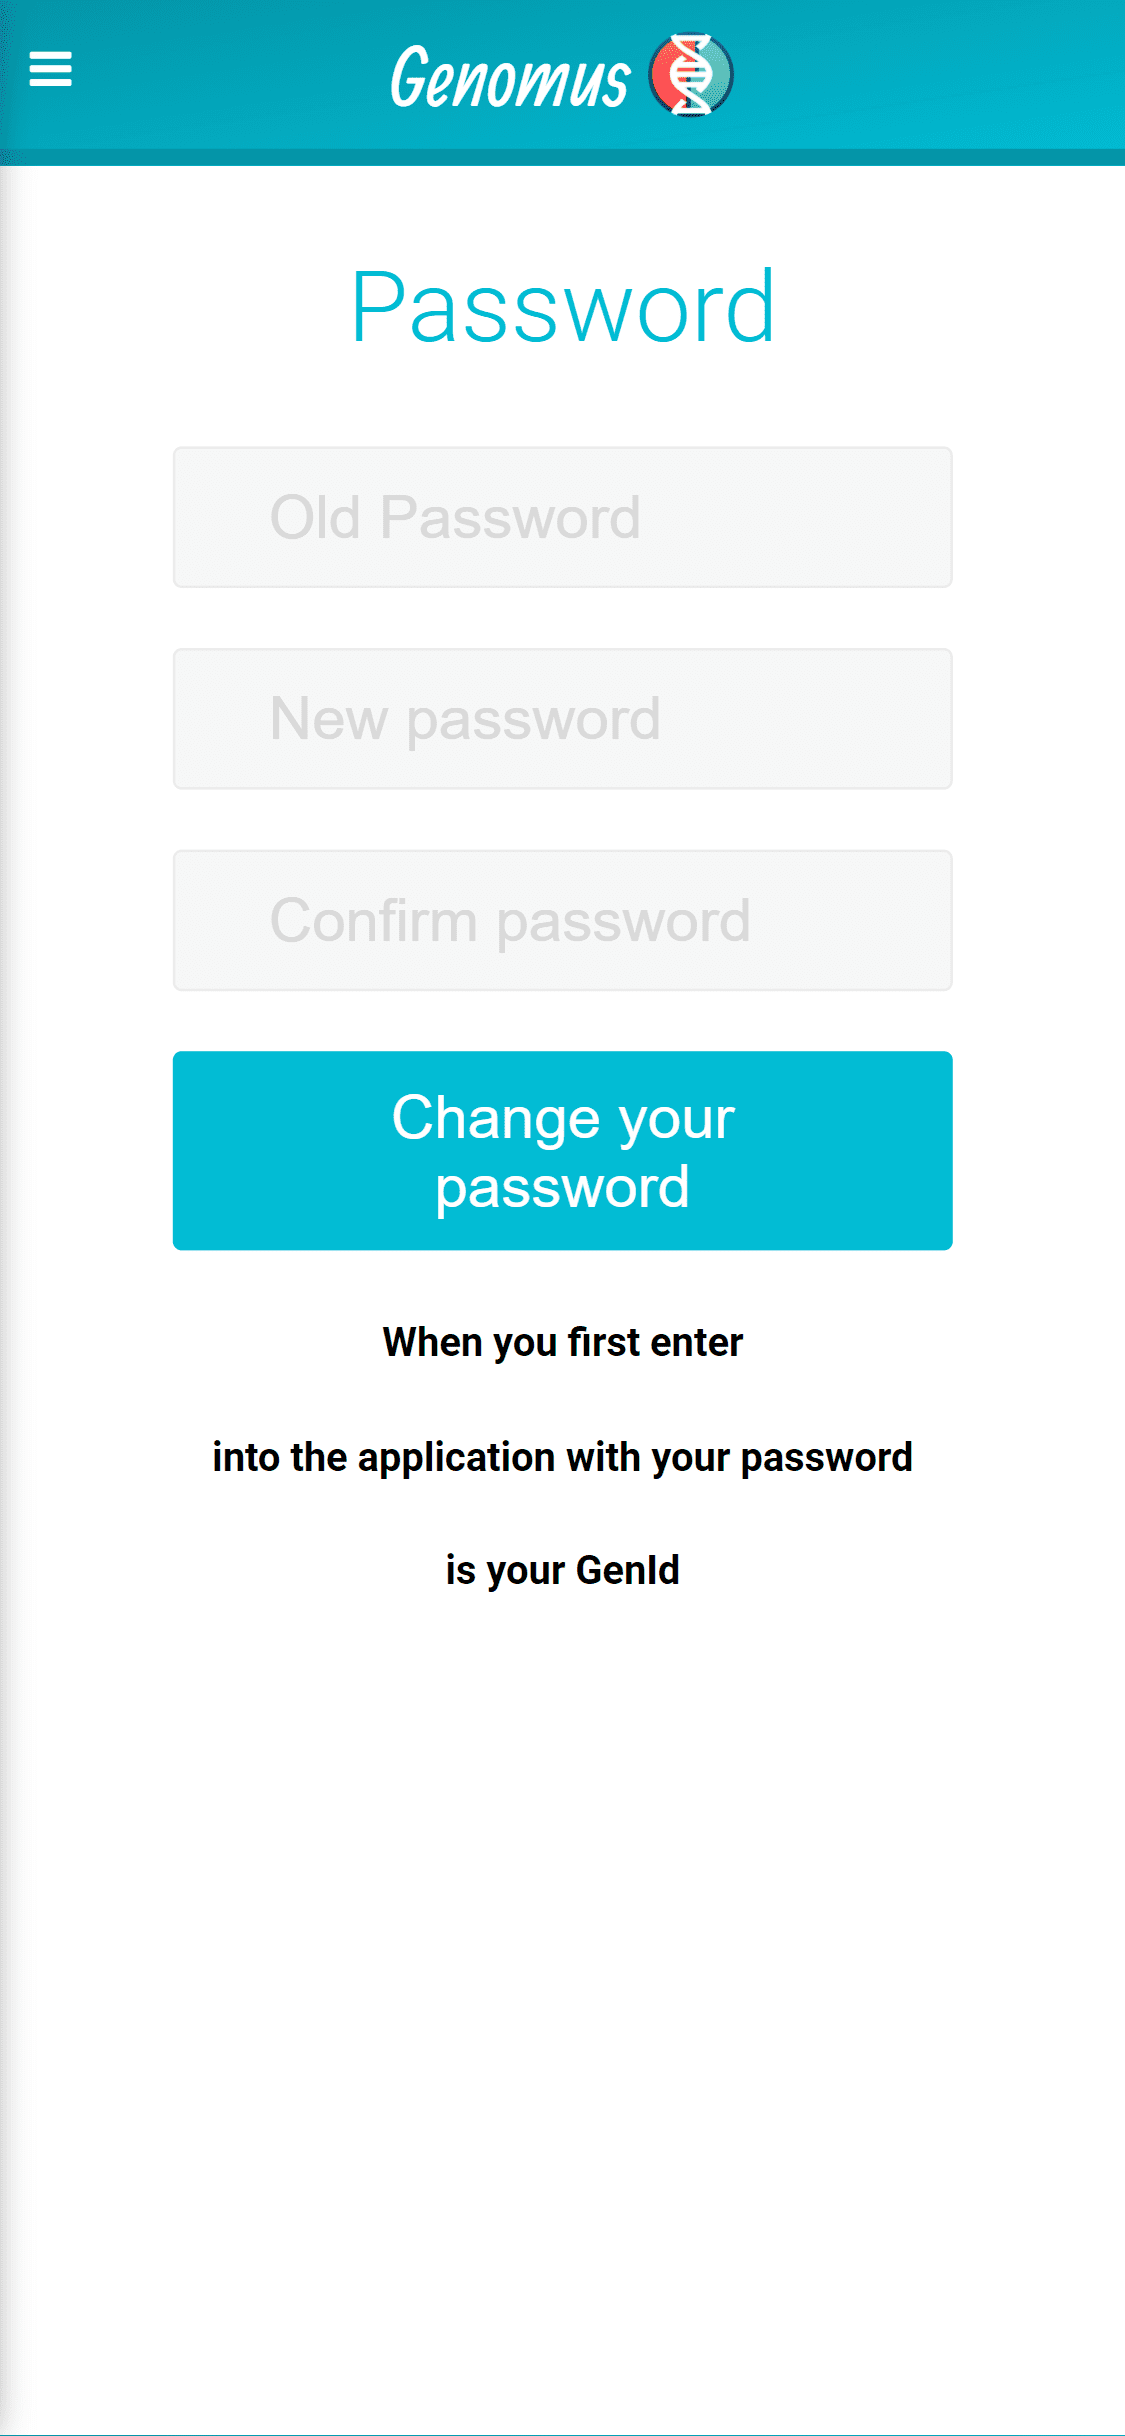 Genomus
Password
Old Password
New password
Confirm password
Change your
password
When you first enter
into the application with your password
is your GenId